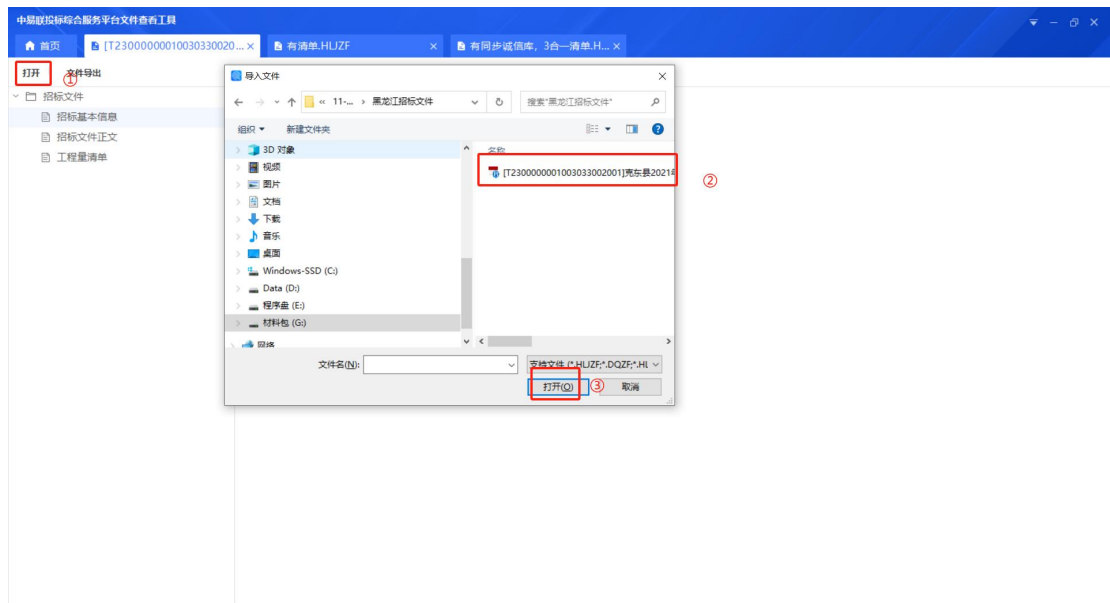 中易联投标综合服务平台文件查看工具
首页
[T23000000010030330020...
有清单.HLJZF
有同步诚信库，3合一清单.H...
打开
①
文件导出
招标文件
招标基本信息
招标文件正文
工程量清单
导入文件
« 11-... › 黑龙江招标文件
搜索"黑龙江招标文件"
组织
新建文件夹
3D 对象
视频
图片
文档
下载
音乐
桌面
Windows-SSD (C:)
Data (D:)
程序盘 (E:)
材料包 (G:)
网络
名称
[T2300000001003033002001]克东县2021年
②
文件名(N):
支持文件 (*.HLJZF;*.DQZF;*.HL
打开(O)
③
取消